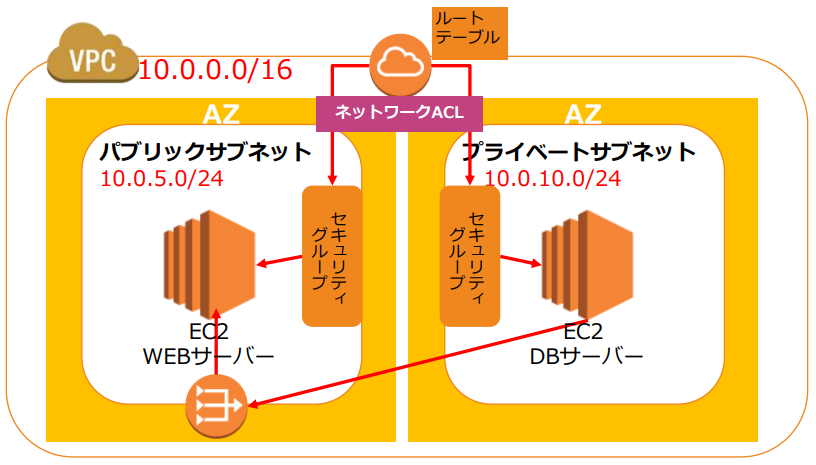 ルート
テーブル
VPC
10.0.0.0/16
ネットワークACL
AZ
AZ
パブリックサブネット
10.0.5.0/24
プライベートサブネット
10.0.10.0/24
セキュリティ
グループ
セキュリティ
グループ
EC2
WEBサーバー
EC2
DBサーバー